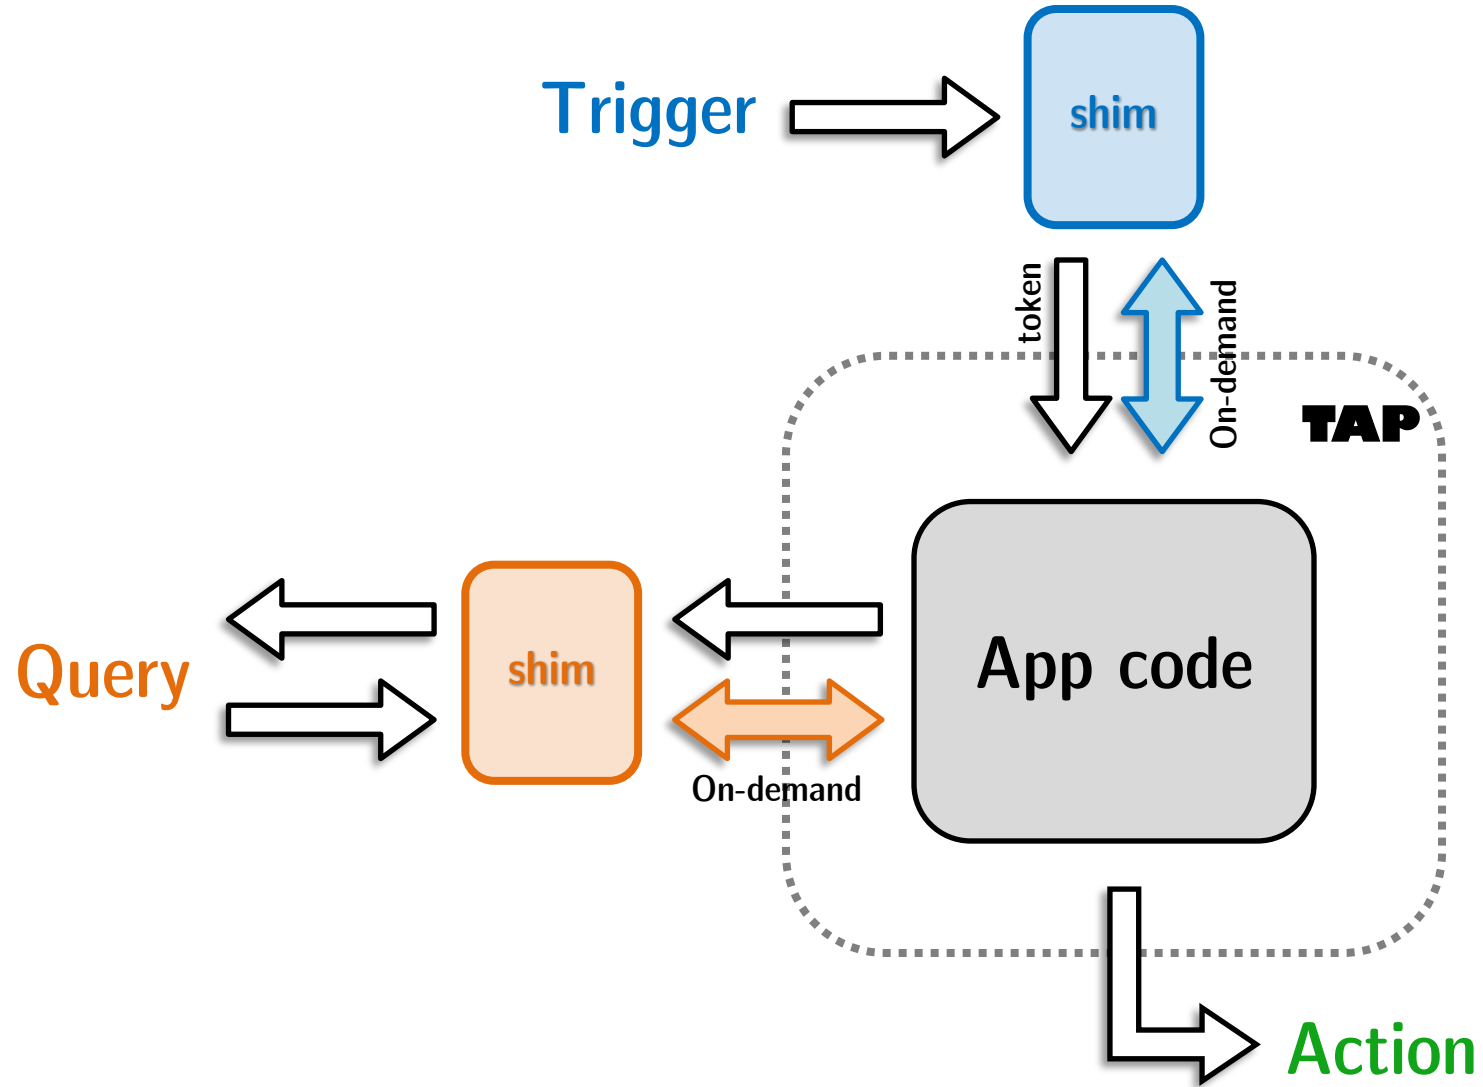 Trigger
shim
token
On-demand
TAP
Query
shim
App code
On-demand
Action